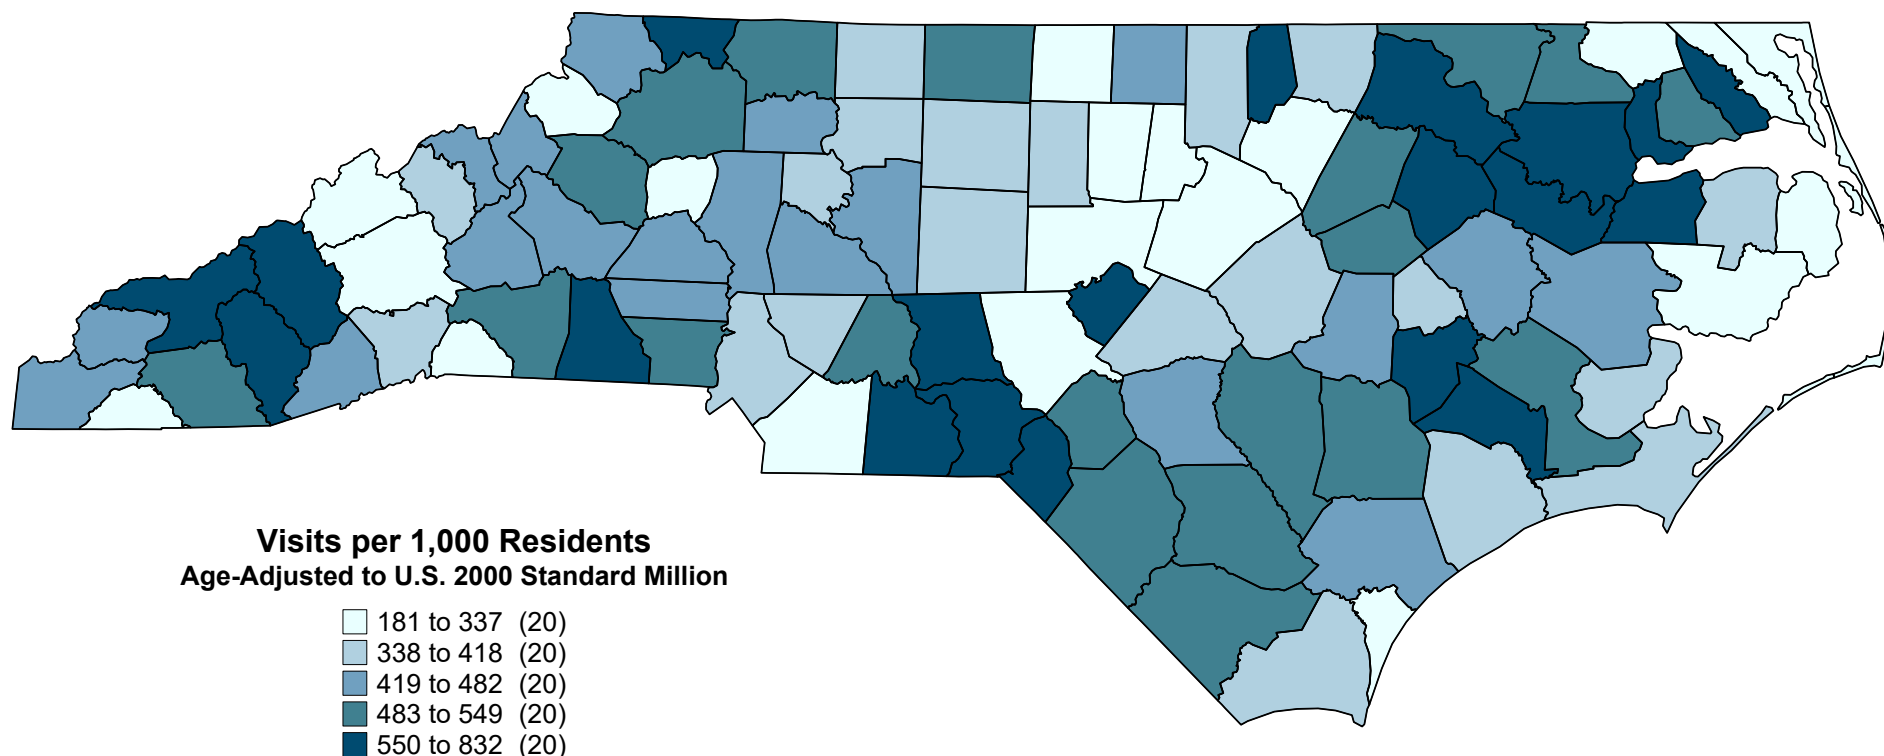 Visits per 1,000 Residents
Age-Adjusted to U.S. 2000 Standard Million
181 to 337 (20)
338 to 418 (20)
419 to 482 (20)
483 to 549 (20)
550 to 832 (20)